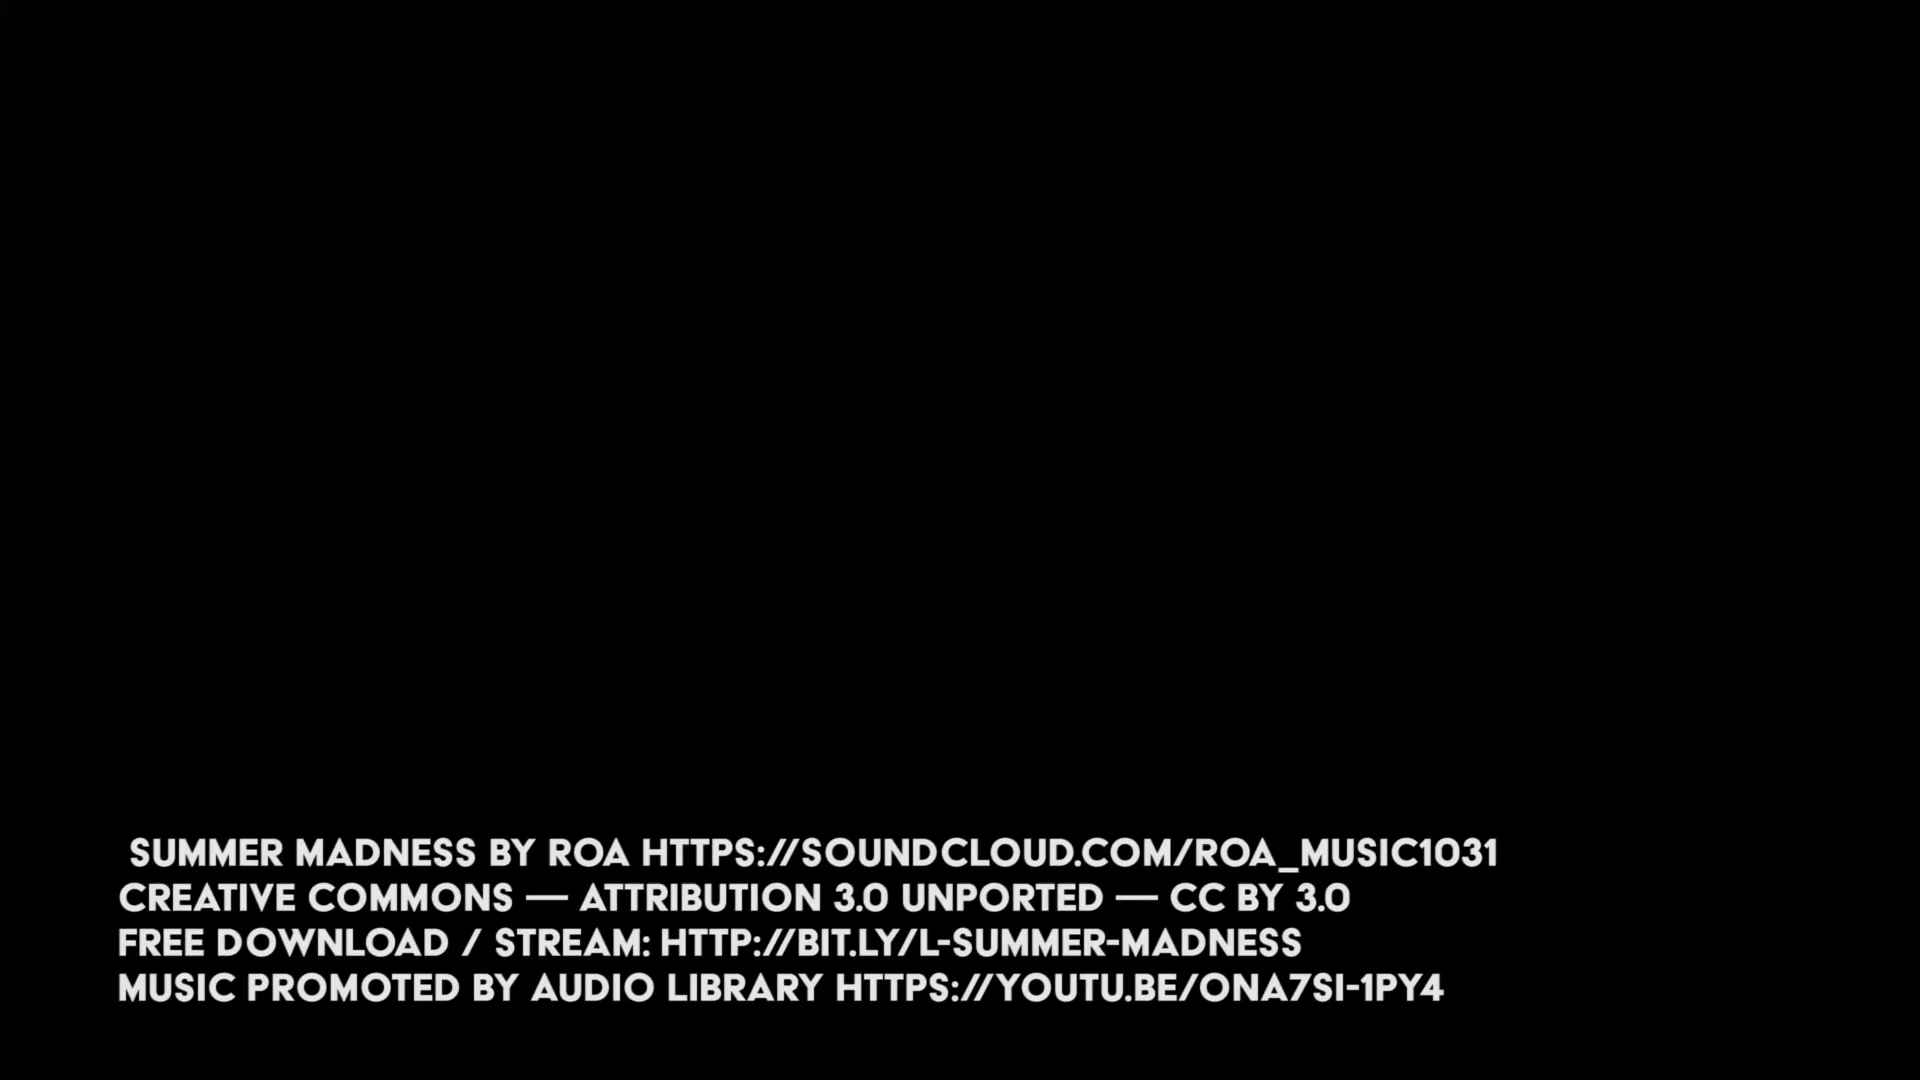 SUMMER MADNESS BY ROA HTTPS://SOUNDCLOUD.COM/ROA_MUSIC1031
CREATIVE COMMONS — ATTRIBUTION 3.0 UNPORTED — CC BY 3.0
FREE DOWNLOAD / STREAM: HTTP://BIT.LY/L-SUMMER-MADNESS
MUSIC PROMOTED BY AUDIO LIBRARY HTTPS://YOUTU.BE/ONA7SI-1PY4